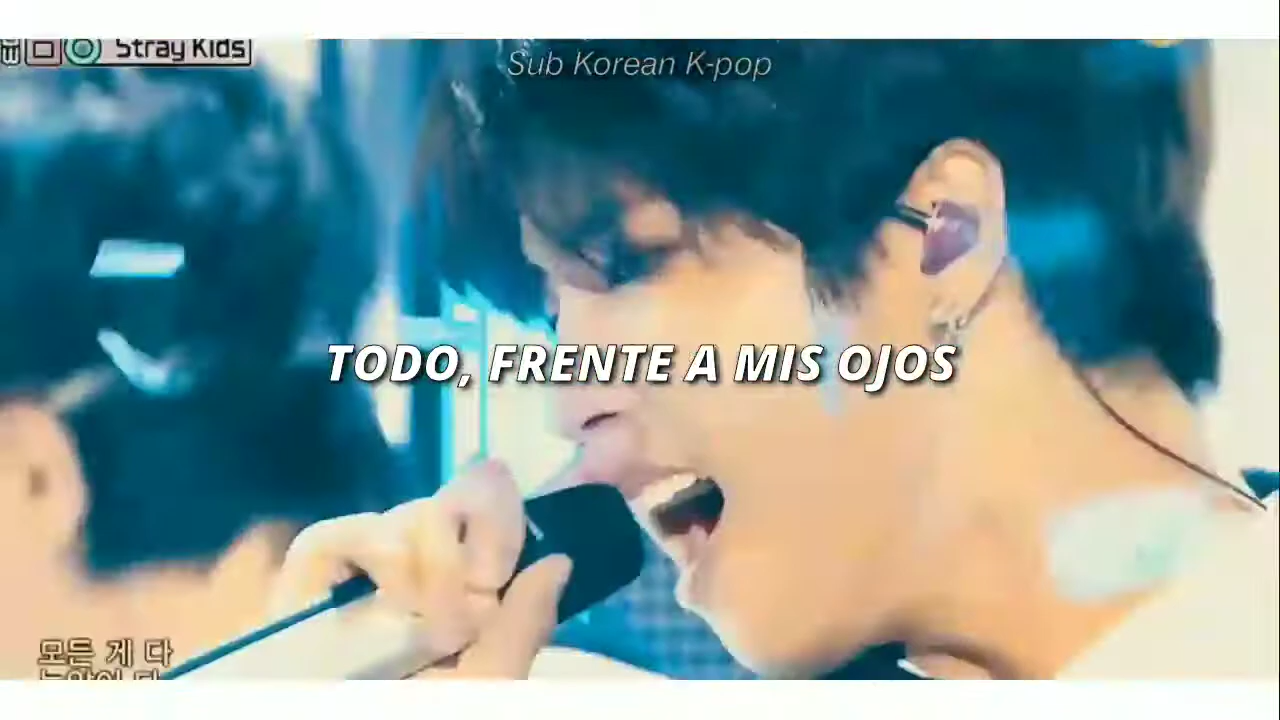 Stray Kids
Sub Korean K-pop
TODO, FRENTE A MIS OJOS
모든 게 다